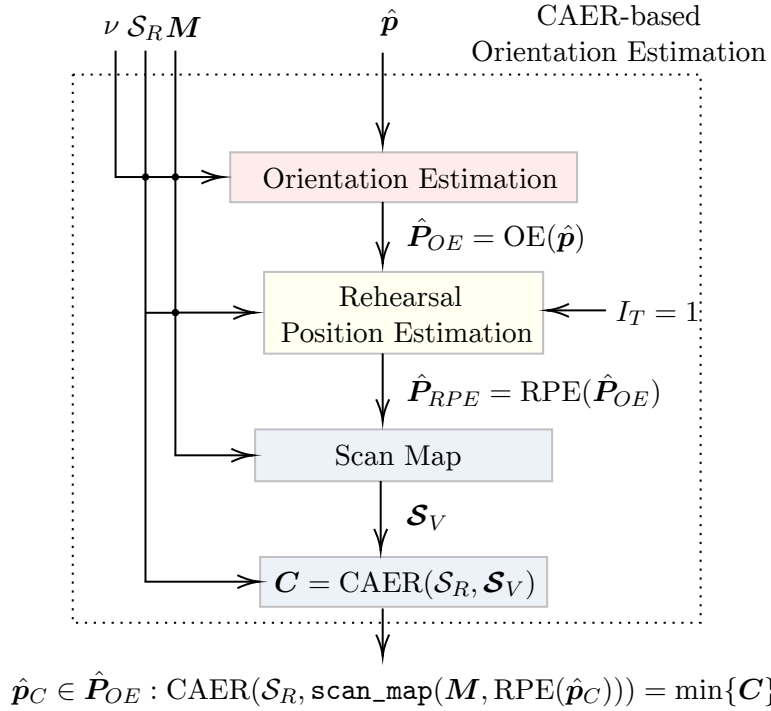 ν 𝒮_R 𝑴
p̂
CAER-based
Orientation Estimation
Orientation Estimation
P̂_OE = OE(p̂)
Rehearsal
Position Estimation
I_T = 1
P̂_RPE = RPE(P̂_OE)
Scan Map
𝓢_V
C = CAER(𝒮_R, 𝓢_V)
p̂_C ∈ P̂_OE : CAER(𝒮_R, scan_map(M, RPE(p̂_C))) = min{C}